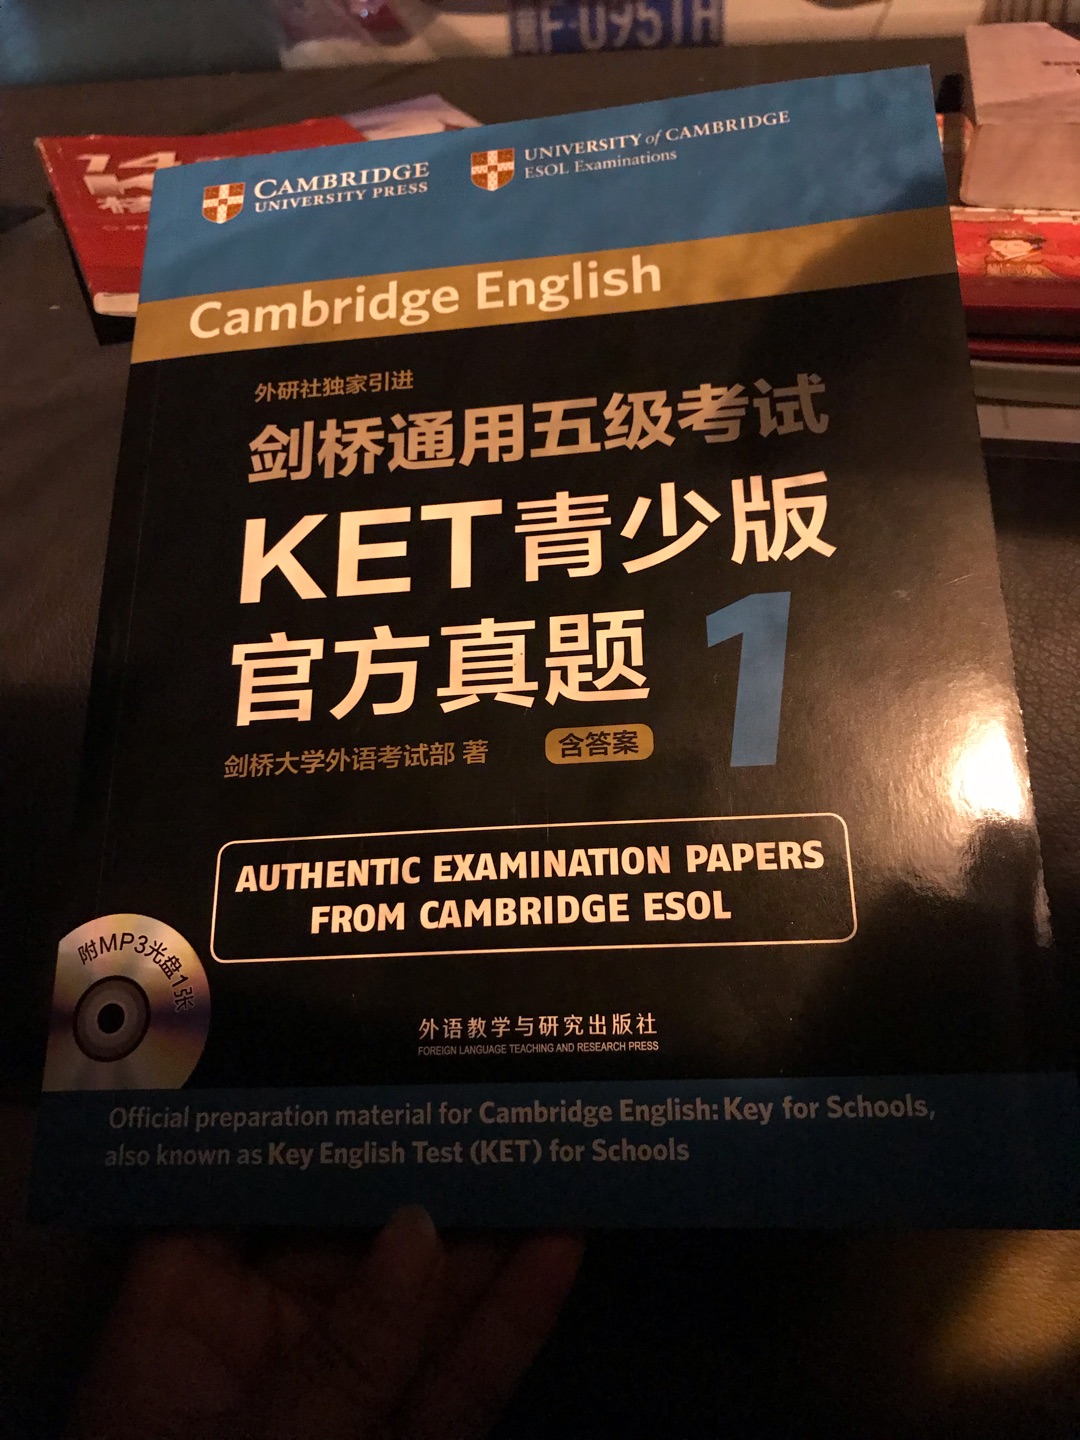 F·0951H
14
CAMBRIDGE
UNIVERSITY PRESS
UNIVERSITY of CAMBRIDGE
ESOL Examinations
Cambridge English
外研社独家引进
剑桥通用五级考试
KET青少版
官方真题 1
剑桥大学外语考试部 著 含答案
AUTHENTIC EXAMINATION PAPERS
FROM CAMBRIDGE ESOL
附MP3光盘1张
外语教学与研究出版社
FOREIGN LANGUAGE TEACHING AND RESEARCH PRESS
Official preparation material for Cambridge English: Key for Schools,
also known as Key English Test (KET) for Schools